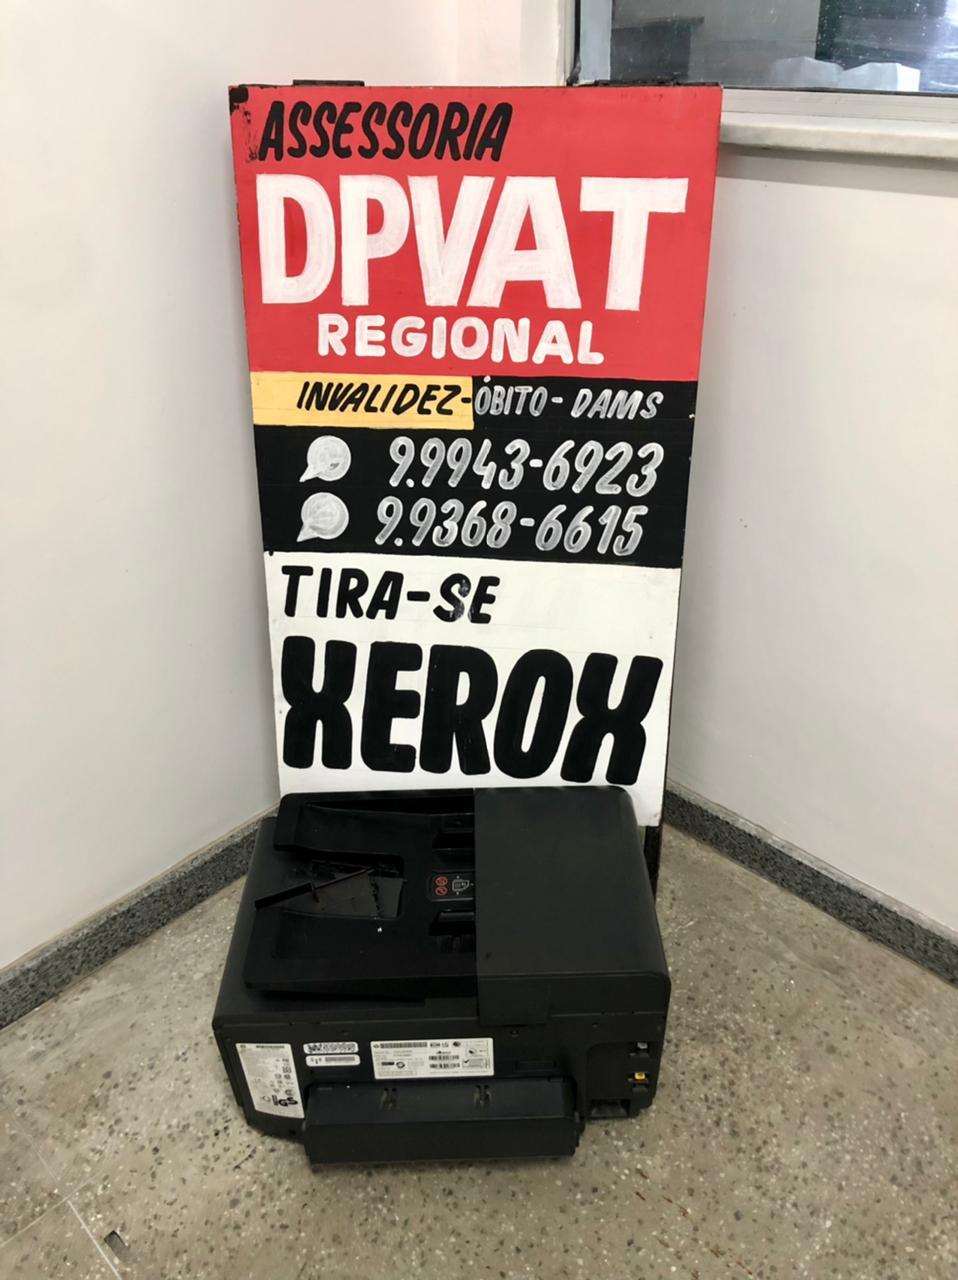 ASSESSORIA
DPVAT
REGIONAL
INVALIDEZ-ÓBITO-DAMS
9.9943-6923
9.9368-6615
TIRA-SE
XEROX